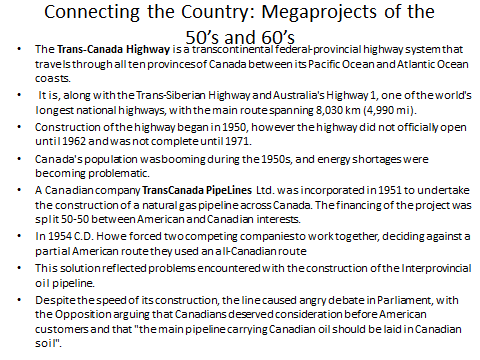 Connecting the Country: Megaprojects of the
50's and 60's
• The Trans-Canada Highway is a transcontinental federal-provincial highway system that
travels through all ten provinces of Canada between its Pacific Ocean and Atlantic Ocean
coasts.
• It is, along with the Trans-Siberian Highway and Australia's Highway 1, one of the world's
longest national highways, with the main route spanning 8,030 km (4,990 mi).
• Construction of the highway began in 1950, however the highway did not officially open
until 1962 and was not complete until 1971.
• Canada's population was booming during the 1950s, and energy shortages were
becoming problematic.
• A Canadian company TransCanada PipeLines Ltd. was incorporated in 1951 to undertake
the construction of a natural gas pipeline across Canada. The financing of the project was
split 50-50 between American and Canadian interests.
• In 1954 C.D. Howe forced two competing companies to work together, deciding against a
partial American route they used an all-Canadian route
• This solution reflected problems encountered with the construction of the Interprovincial
oil pipeline.
• Despite the speed of its construction, the line caused angry debate in Parliament, with
the Opposition arguing that Canadians deserved consideration before American
customers and that "the main pipeline carrying Canadian oil should be laid in Canadian
soil".